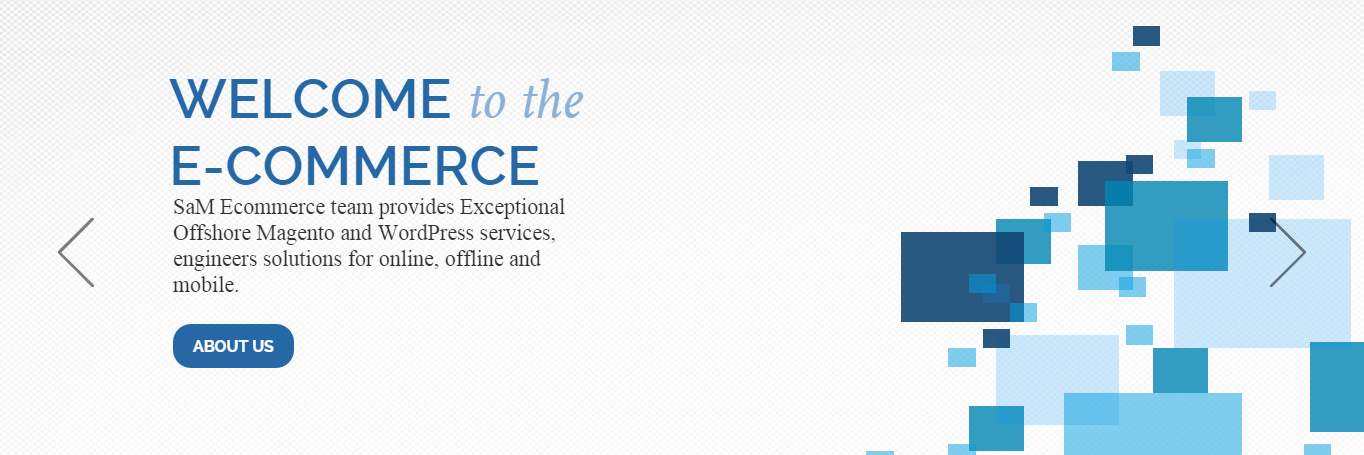 WELCOME to the
E-COMMERCE
SaM Ecommerce team provides Exceptional
Offshore Magento and WordPress services,
engineers solutions for online, offline and
mobile.
ABOUT US